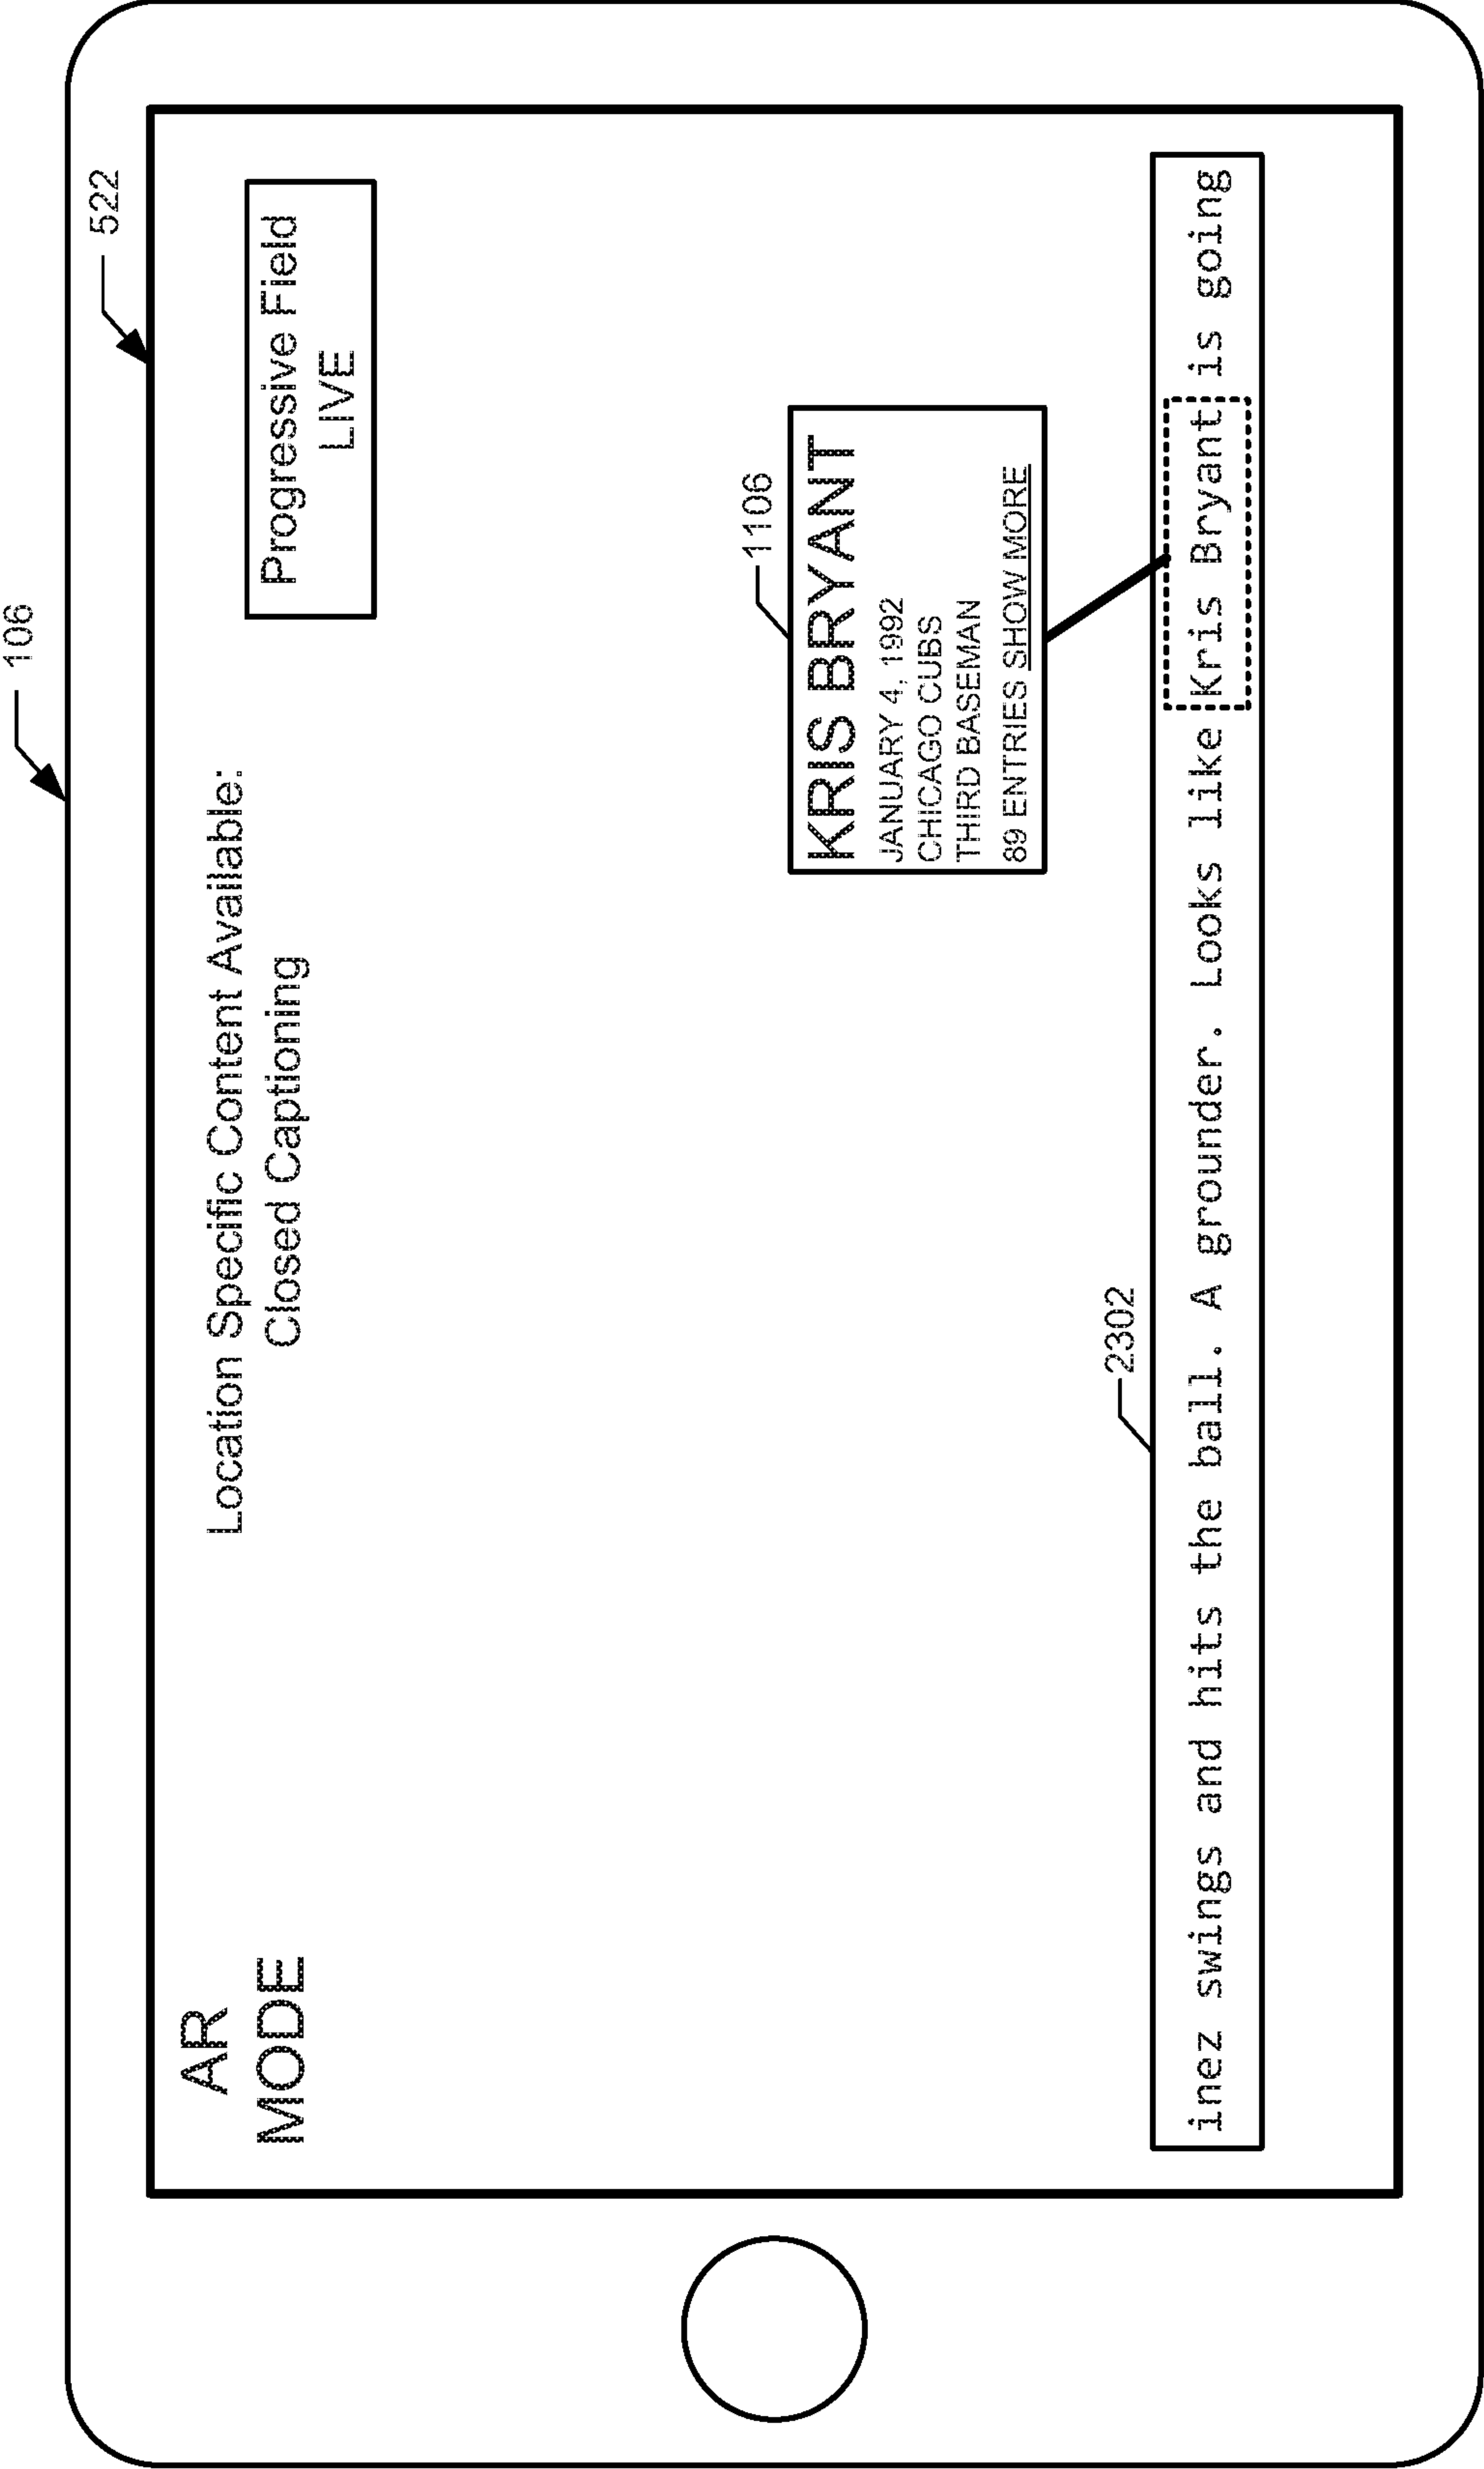 106
522
AR
MODE
Location Specific Content Available:
Closed Captioning
Progressive Field
LIVE
1106
KRIS BRYANT
JANUARY 4, 1992
CHICAGO CUBS
THIRD BASEMAN
89 ENTRIES SHOW MORE
2302
inez swings and hits the ball. A grounder. Looks like Kris Bryant is going